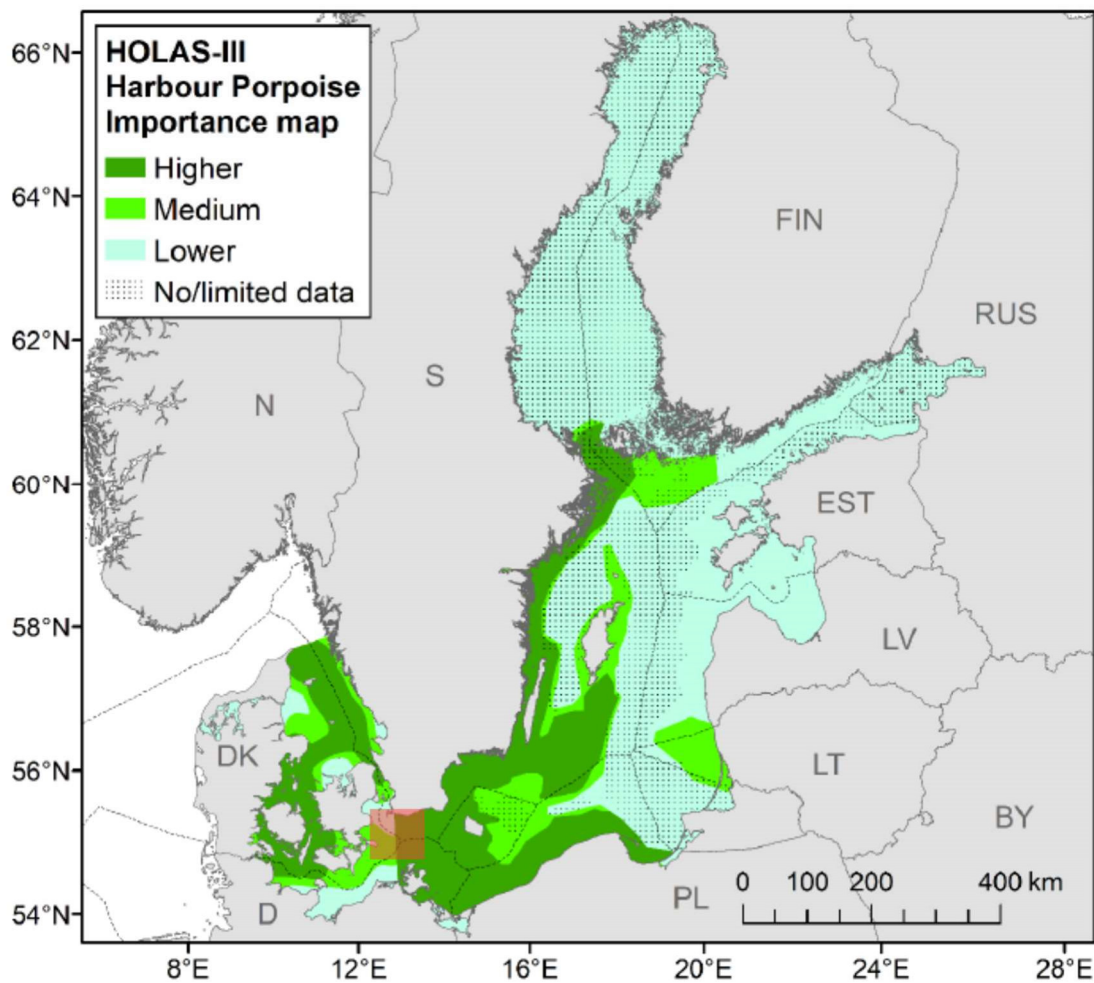 66°N
64°N
62°N
60°N
58°N
56°N
54°N
HOLAS-III
Harbour Porpoise
Importance map
Higher
Medium
Lower
No/limited data
FIN
RUS
S
N
EST
LV
DK
LT
BY
D
PL
0 100 200 400 km
8°E 12°E 16°E 20°E 24°E 28°E